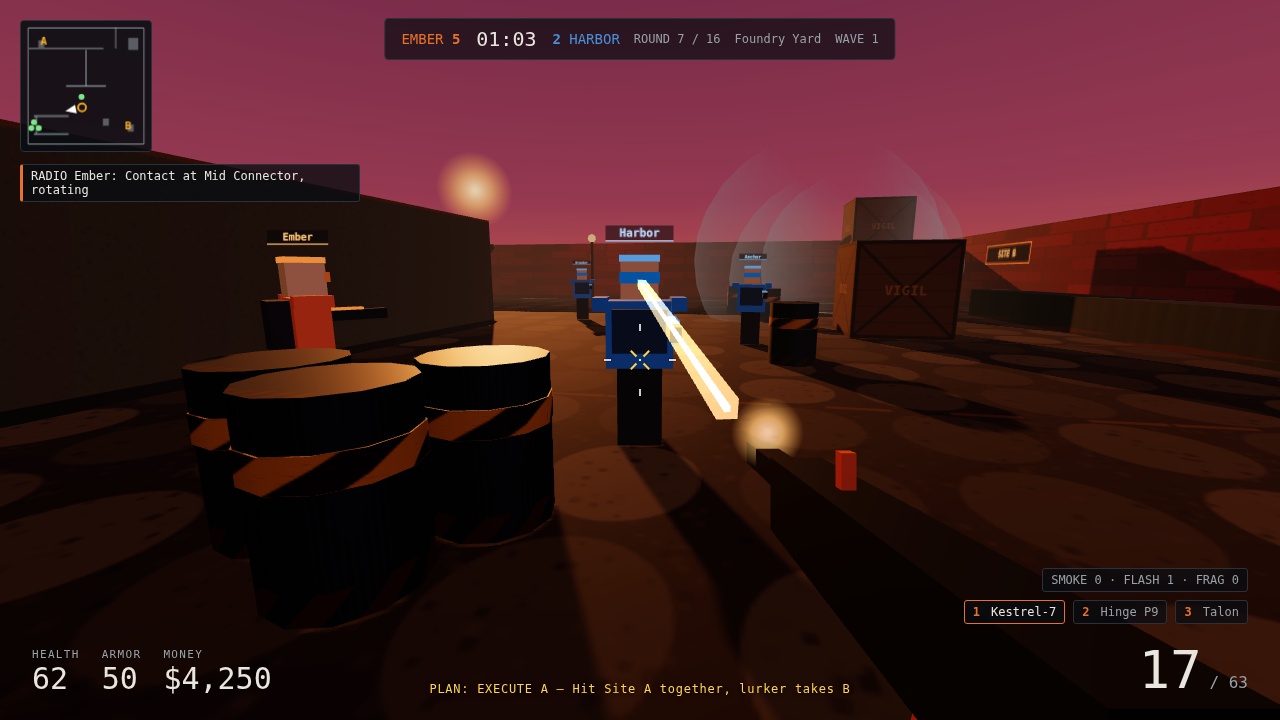 EMBER 5 01:03 2 HARBOR ROUND 7 / 16 Foundry Yard WAVE 1
A
B
RADIO Ember: Contact at Mid Connector,
rotating
Ember
Harbor
Anchor
VIGIL
VIGIL
SITE B
SMOKE 0 · FLASH 1 · FRAG 0
1 Kestrel-7 2 Hinge P9 3 Talon
HEALTH ARMOR MONEY
62 50 $4,250
17 / 63
PLAN: EXECUTE A — Hit Site A together, lurker takes B